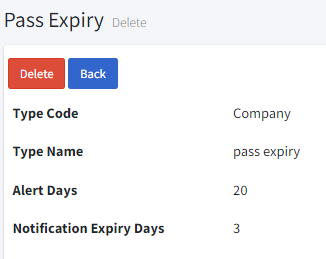 Pass Expiry Delete
Delete Back
Type Code Company
Type Name pass expiry
Alert Days 20
Notification Expiry Days 3